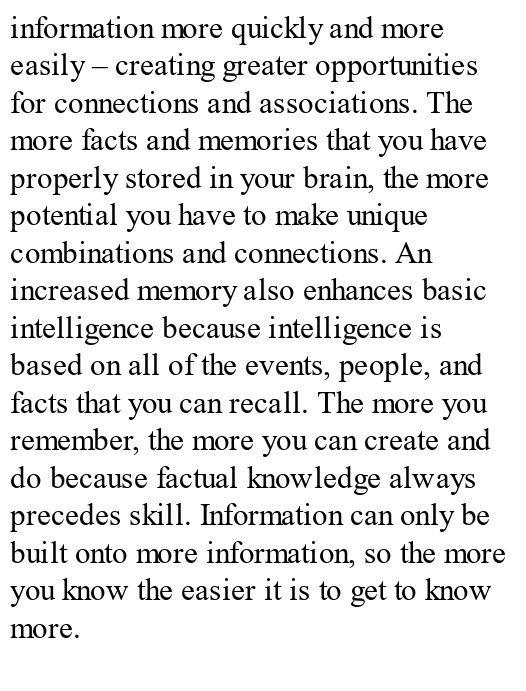 information more quickly and more
easily – creating greater opportunities
for connections and associations. The
more facts and memories that you have
properly stored in your brain, the more
potential you have to make unique
combinations and connections. An
increased memory also enhances basic
intelligence because intelligence is
based on all of the events, people, and
facts that you can recall. The more you
remember, the more you can create and
do because factual knowledge always
precedes skill. Information can only be
built onto more information, so the more
you know the easier it is to get to know
more.